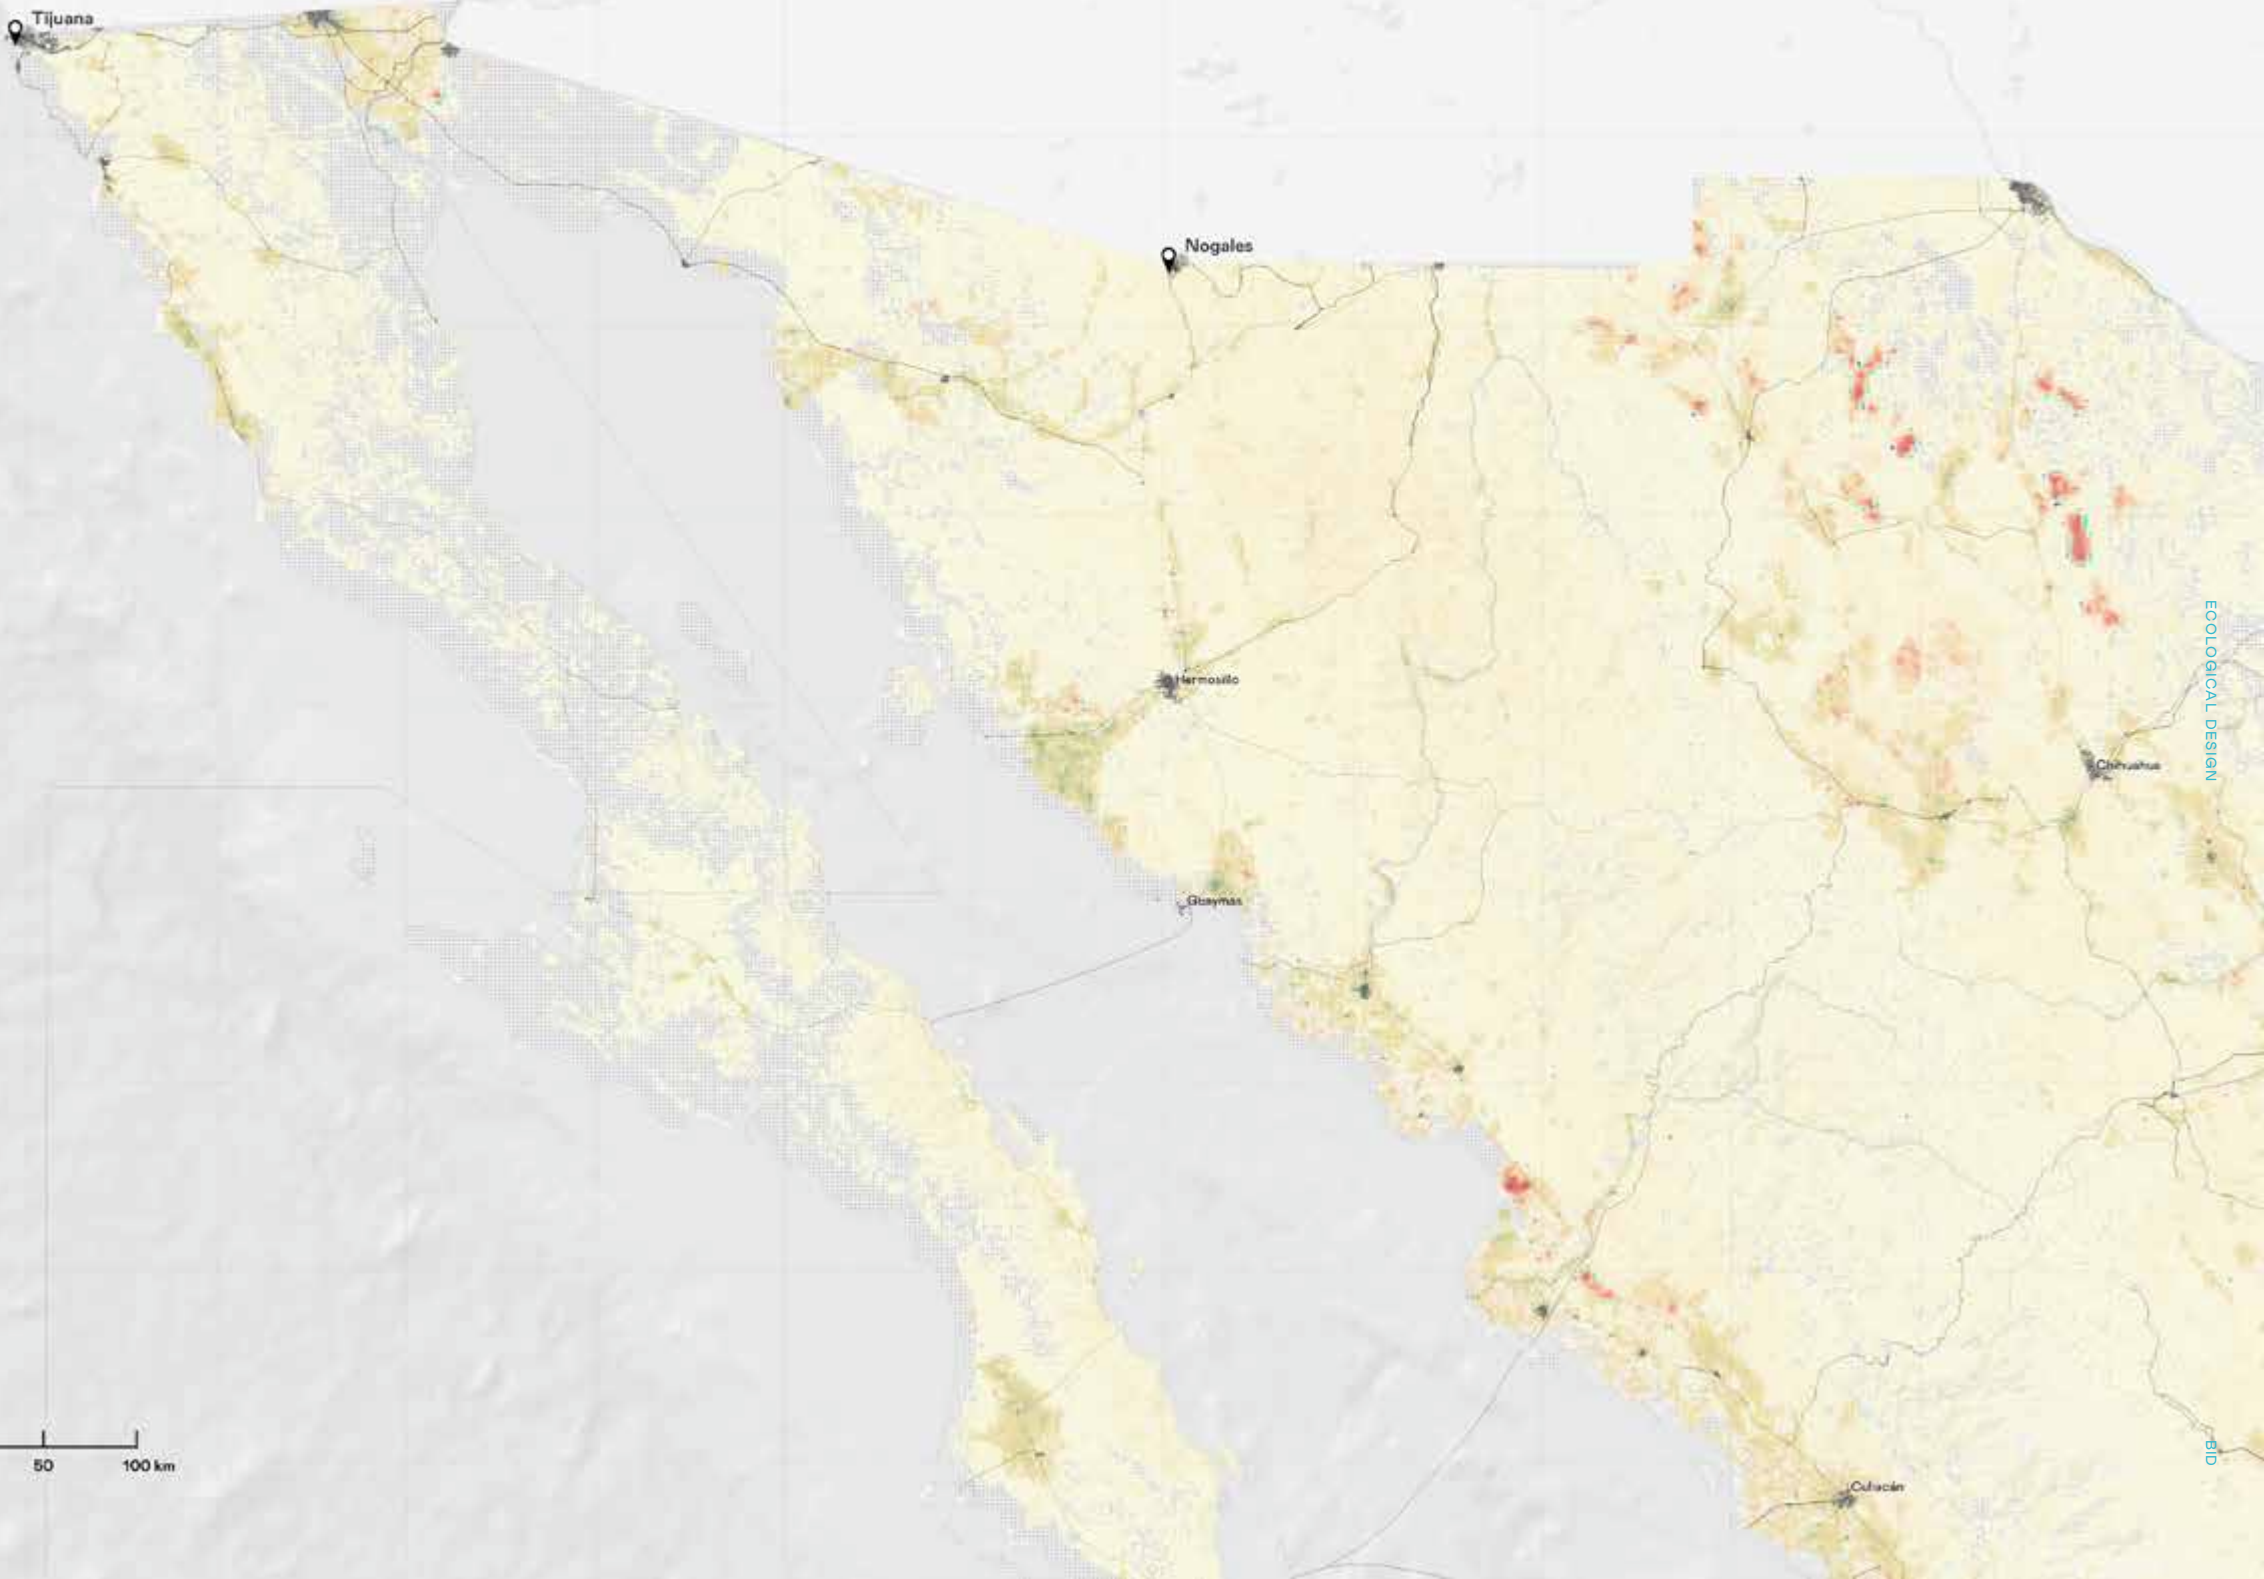 Tijuana
Nogales
Hermosillo
Chihuahua
Guaymas
Culiacán
50
100 km
ECOLOGICAL DESIGN
BID